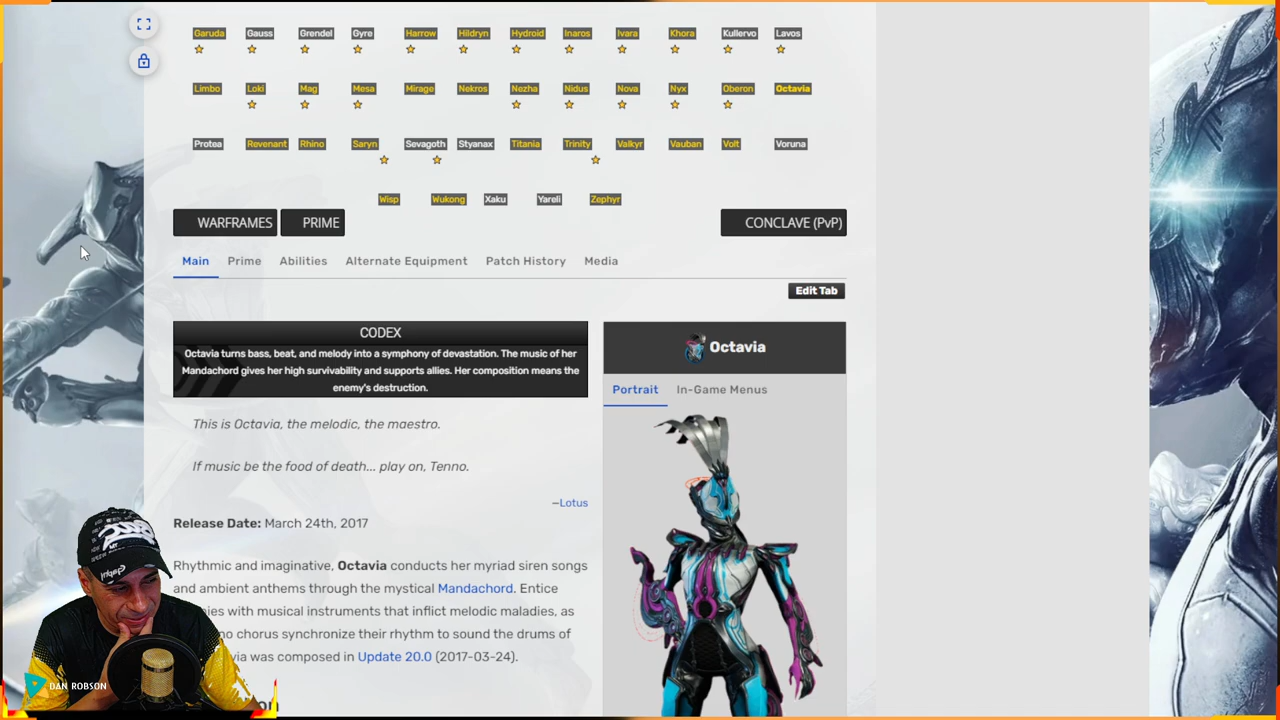 Garuda Gauss Grendel Gyre Harrow Hildryn Hydroid Inaros Ivara Khora Kullervo Lavos
Limbo Loki Mag Mesa Mirage Nekros Nezha Nidus Nova Nyx Oberon Octavia
Protea Revenant Rhino Saryn Sevagoth Styanax Titania Trinity Valkyr Vauban Volt Voruna
Wisp Wukong Xaku Yareli Zephyr
WARFRAMES PRIME CONCLAVE (PvP)
Main Prime Abilities Alternate Equipment Patch History Media
Edit Tab
CODEX
Octavia turns bass, beat, and melody into a symphony of devastation. The music of her
Mandachord gives her high survivability and supports allies. Her composition means the
enemy's destruction.
This is Octavia, the melodic, the maestro.
If music be the food of death... play on, Tenno.
—Lotus
Release Date: March 24th, 2017
Rhythmic and imaginative, Octavia conducts her myriad siren songs
and ambient anthems through the mystical Mandachord. Entice
with musical instruments that inflict melodic maladies, as
chorus synchronize their rhythm to sound the drums of
was composed in Update 20.0 (2017-03-24).
Octavia
Portrait In-Game Menus
DAN ROBSON